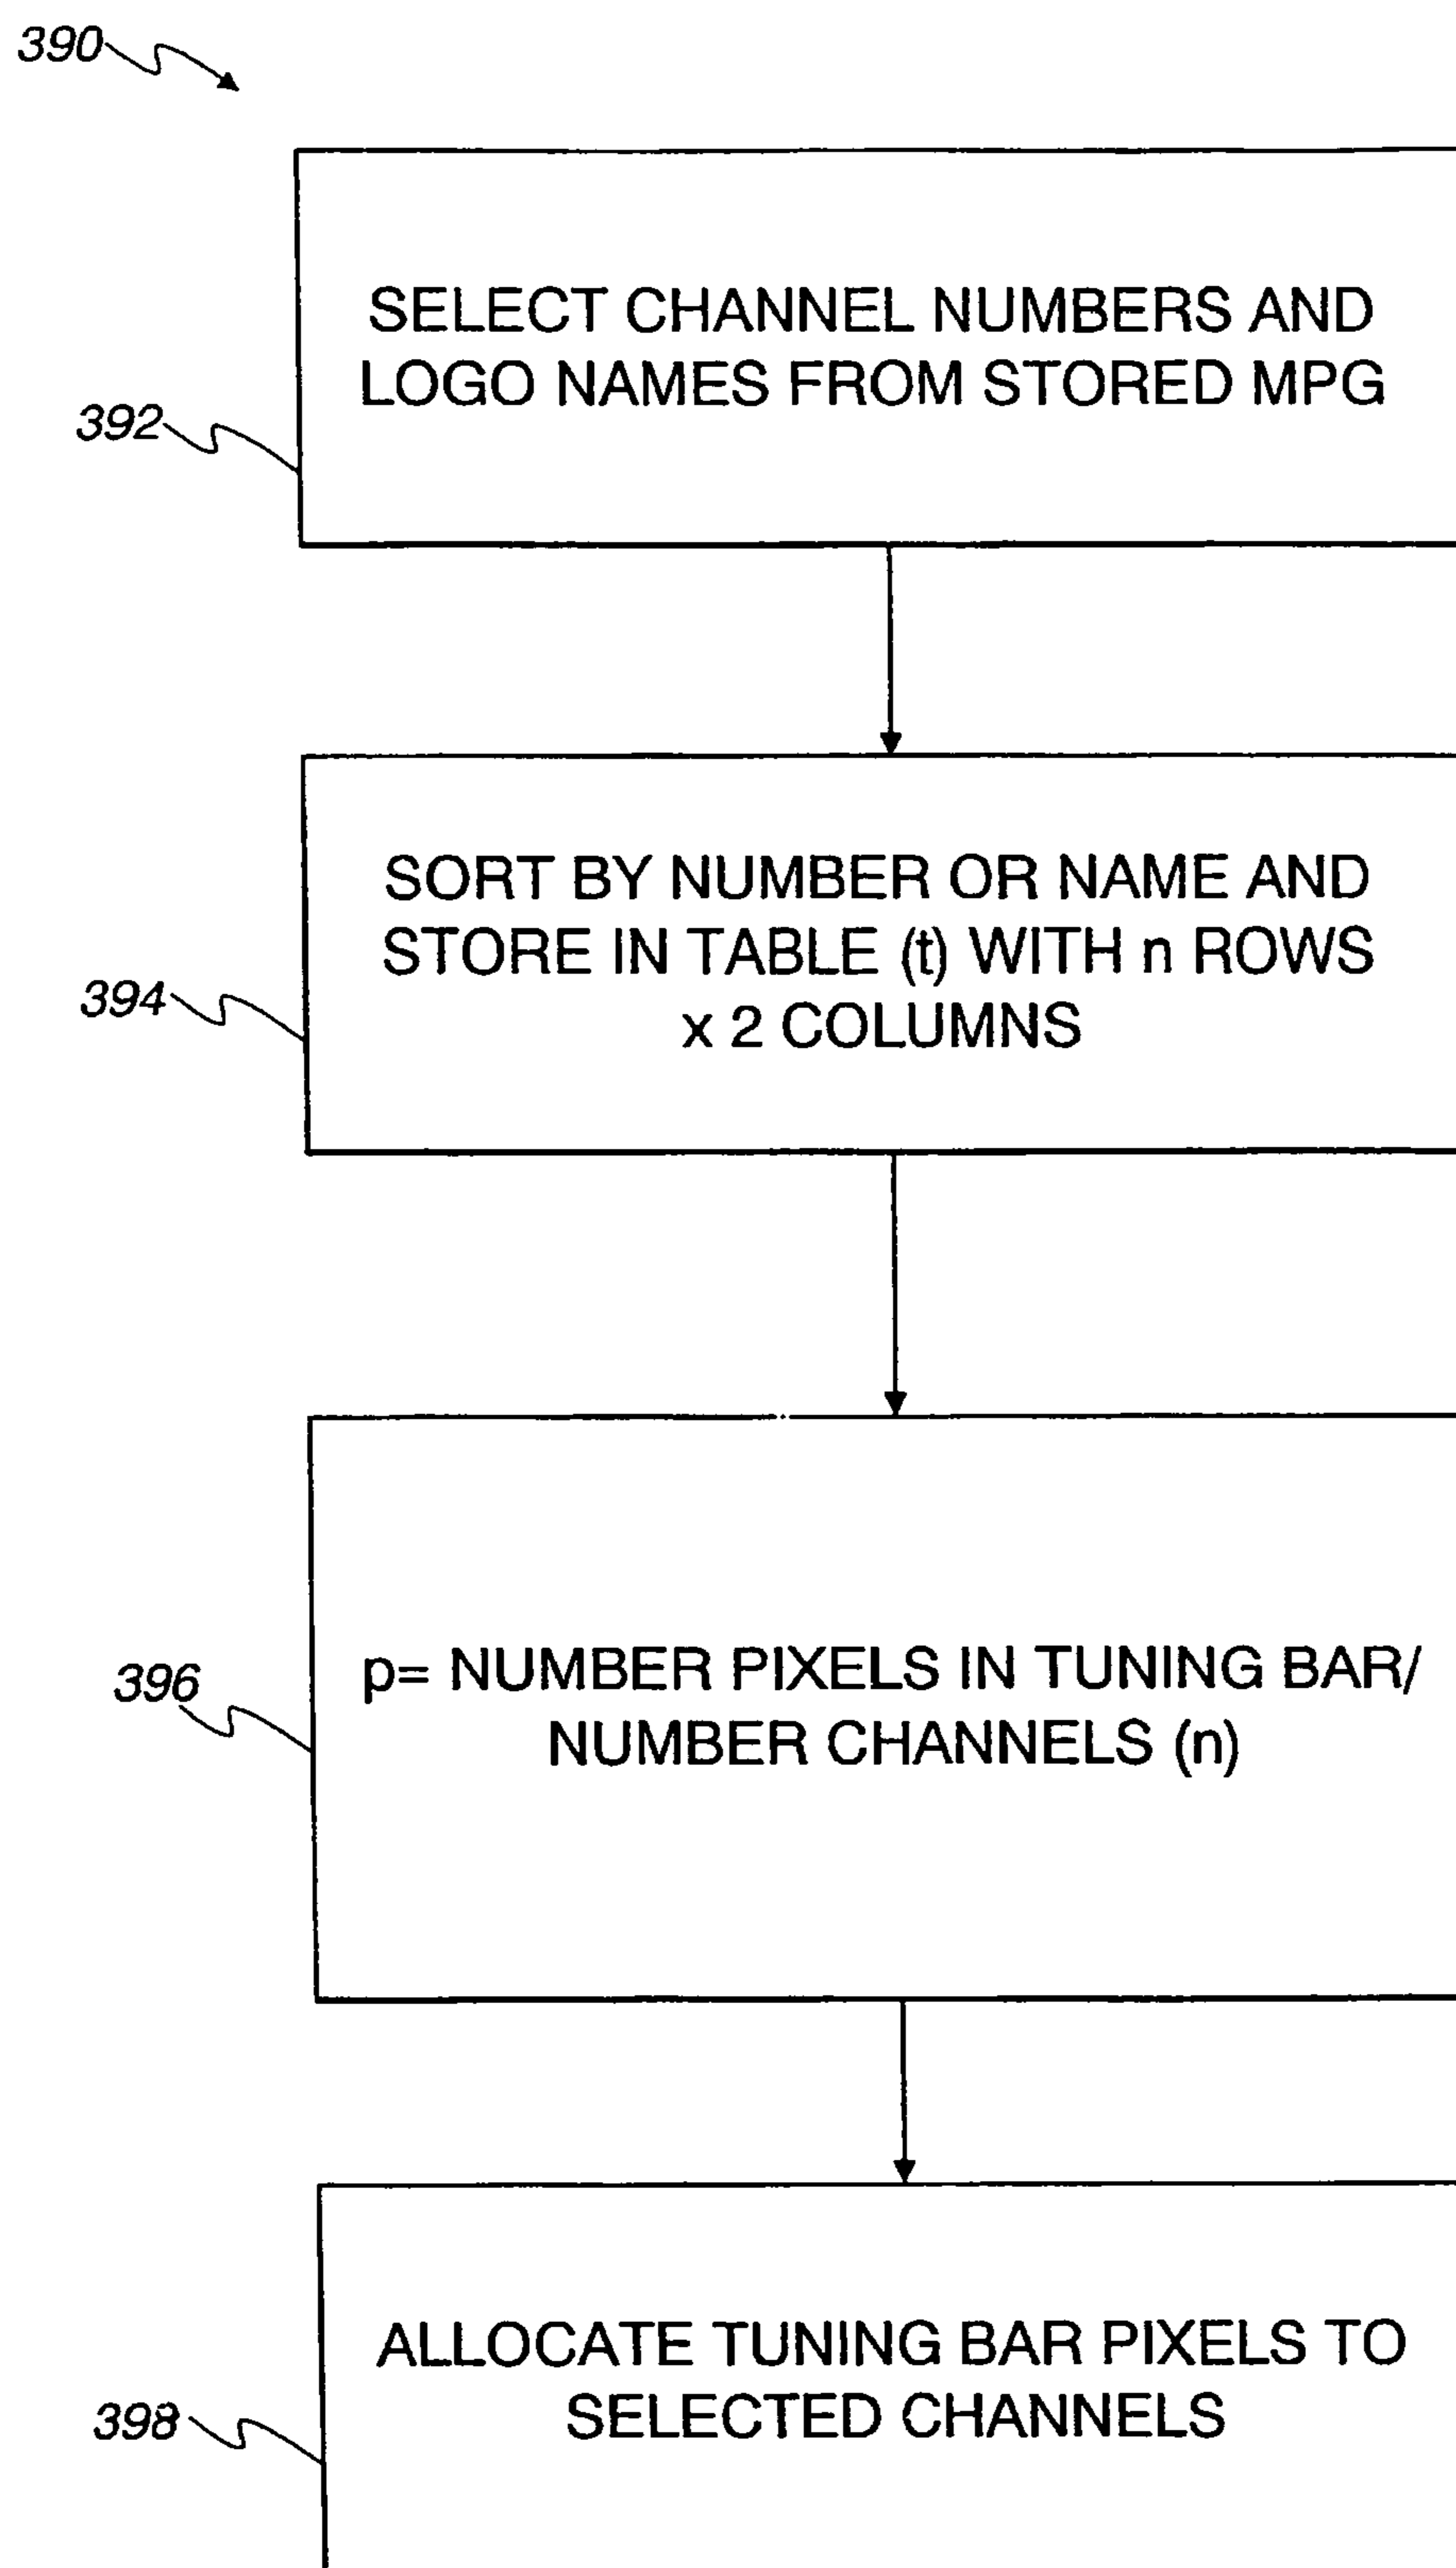 390
SELECT CHANNEL NUMBERS AND
LOGO NAMES FROM STORED MPG
392
SORT BY NUMBER OR NAME AND
STORE IN TABLE (t) WITH n ROWS
x 2 COLUMNS
394
p= NUMBER PIXELS IN TUNING BAR/
NUMBER CHANNELS (n)
396
ALLOCATE TUNING BAR PIXELS TO
SELECTED CHANNELS
398